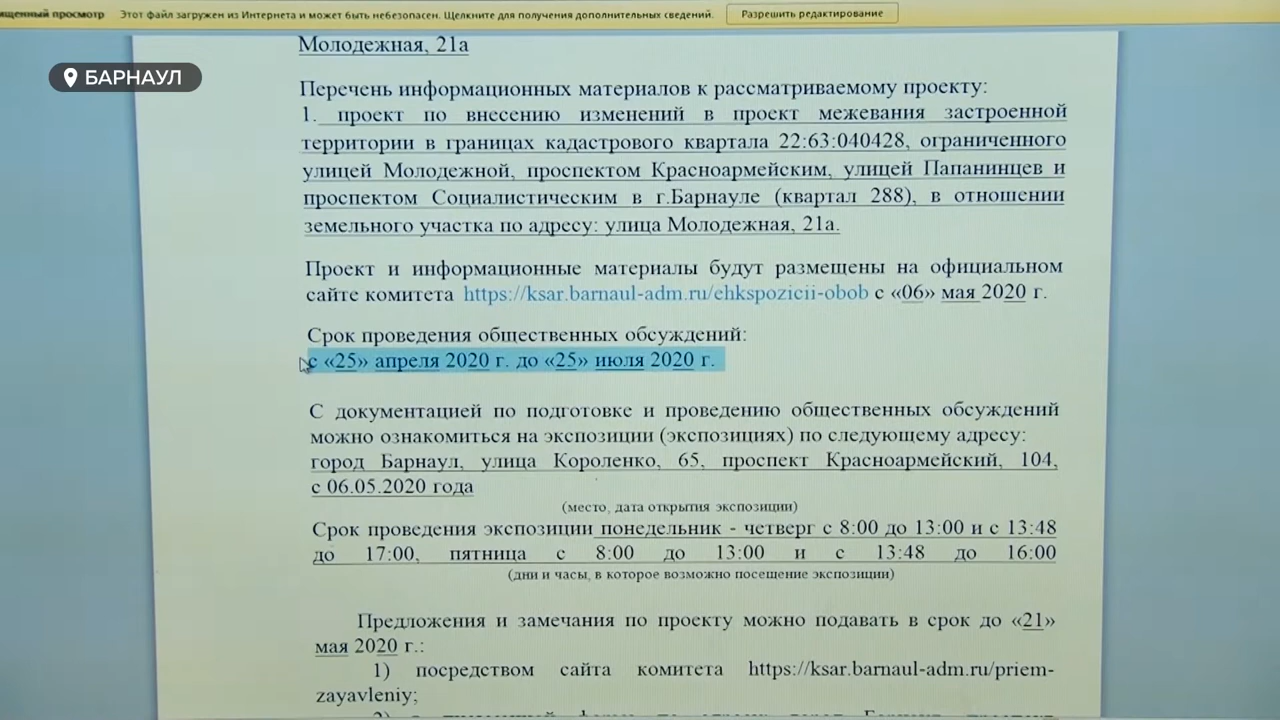 щищенный просмотр Этот файл загружен из Интернета и может быть небезопасен. Щелкните для получения дополнительных сведений. Разрешить редактирование
Молодежная, 21а
БАРНАУЛ
Перечень информационных материалов к рассматриваемому проекту:
1. проект по внесению изменений в проект межевания застроенной
территории в границах кадастрового квартала 22:63:040428, ограниченного
улицей Молодежной, проспектом Красноармейским, улицей Папанинцев и
проспектом Социалистическим в г.Барнауле (квартал 288), в отношении
земельного участка по адресу: улица Молодежная, 21а.
Проект и информационные материалы будут размещены на официальном
сайте комитета https://ksar.barnaul-adm.ru/ehkspozicii-obob с «06» мая 2020 г.
Срок проведения общественных обсуждений:
с «25» апреля 2020 г. до «25» июля 2020 г.
С документацией по подготовке и проведению общественных обсуждений
можно ознакомиться на экспозиции (экспозициях) по следующему адресу:
город Барнаул, улица Короленко, 65, проспект Красноармейский, 104,
с 06.05.2020 года
(место, дата открытия экспозиции)
Срок проведения экспозиции понедельник - четверг с 8:00 до 13:00 и с 13:48
до 17:00, пятница с 8:00 до 13:00 и с 13:48 до 16:00
(дни и часы, в которое возможно посещение экспозиции)
Предложения и замечания по проекту можно подавать в срок до «21»
мая 2020 г.:
1) посредством сайта комитета https://ksar.barnaul-adm.ru/priem-
zayavleniy;